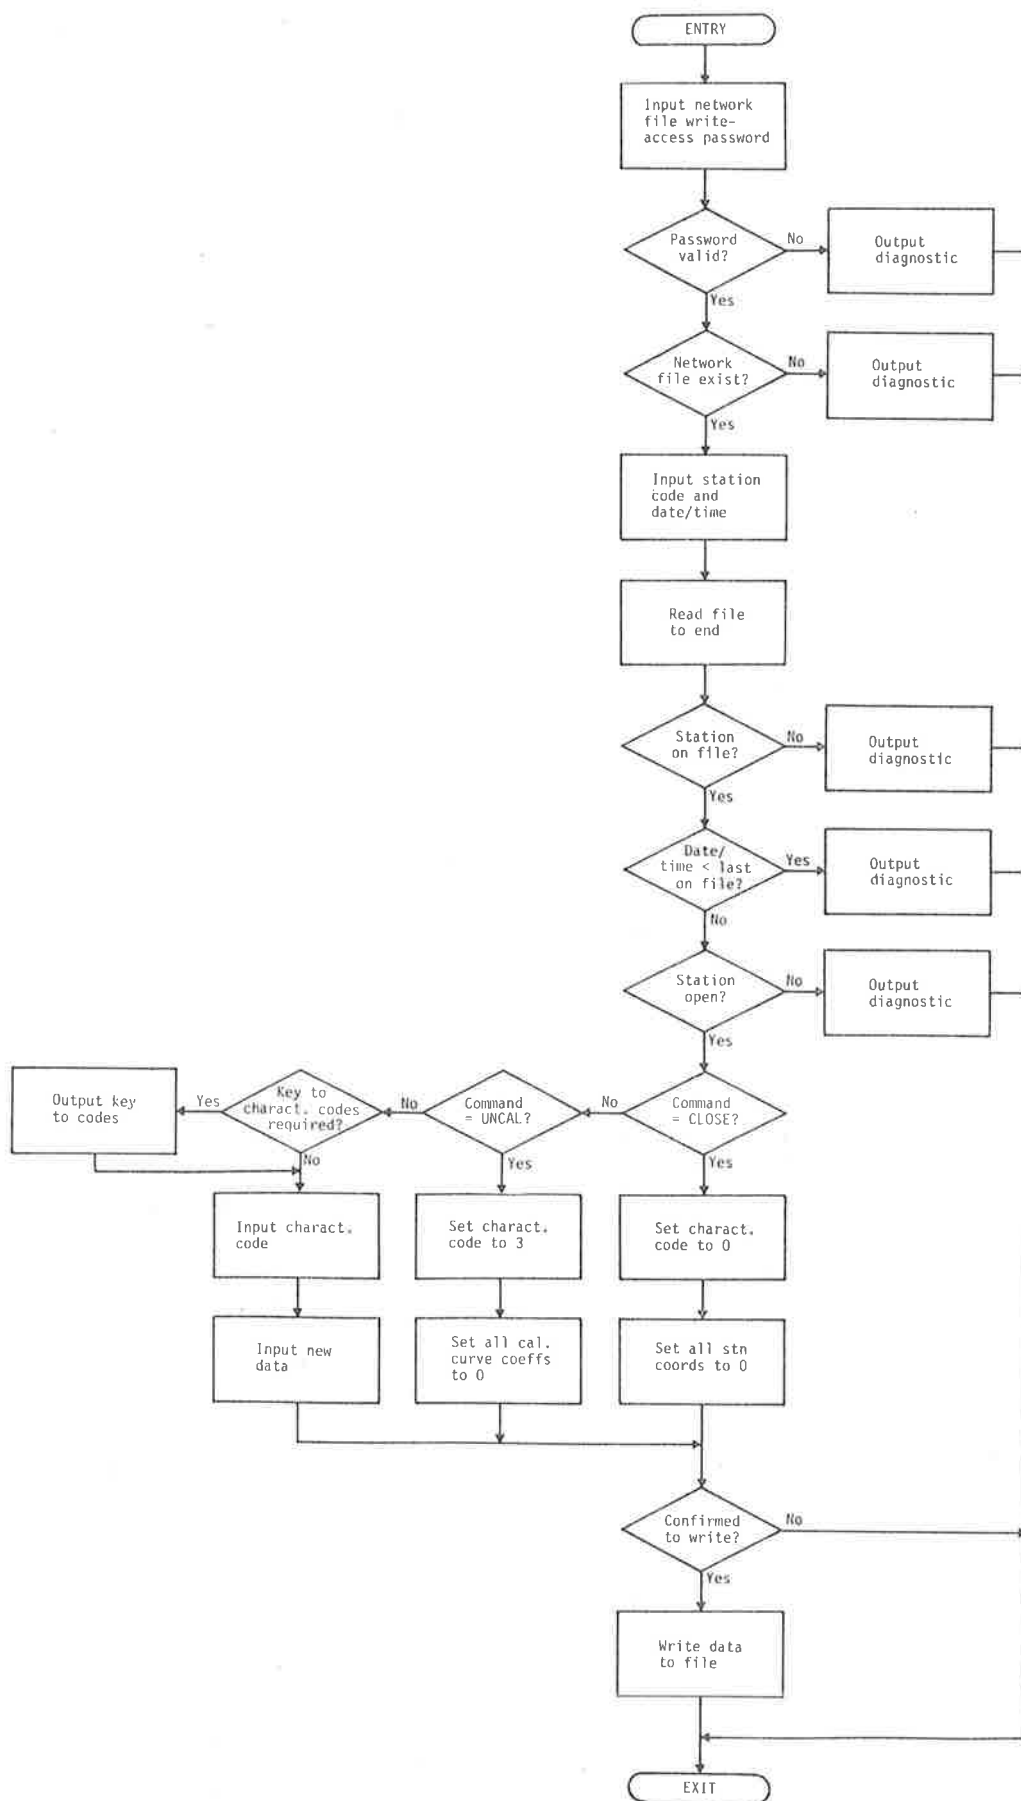 ENTRY
Input network
file write-
access password
Password
valid?
No
Output
diagnostic
Yes
Network
file exist?
No
Output
diagnostic
Yes
Input station
code and
date/time
Read file
to end
Station
on file?
No
Output
diagnostic
Yes
Date/
time < last
on file?
Yes
Output
diagnostic
No
Station
open?
No
Output
diagnostic
Yes
Output key
to codes
Yes
Key to
charact. codes
required?
No
Command
= UNCAL?
No
Command
= CLOSE?
No
Yes
Yes
Input charact.
code
Set charact.
code to 3
Set charact.
code to 0
Input new
data
Set all cal.
curve coeffs
to 0
Set all stn
coords to 0
Confirmed
to write?
No
Yes
Write data
to file
EXIT